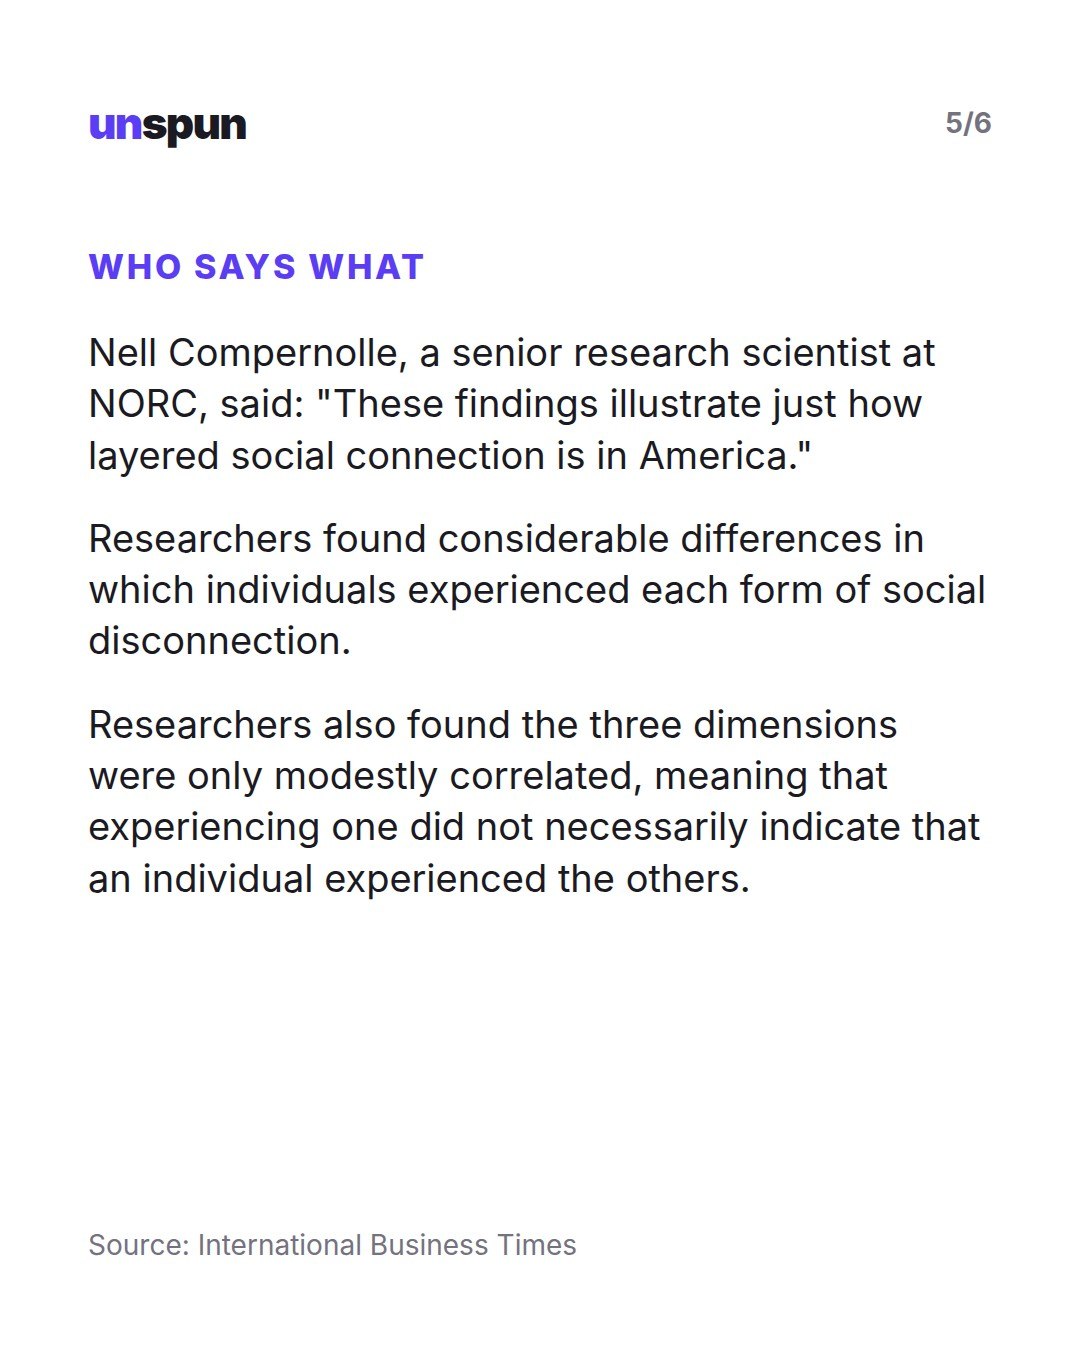 unspun
5/6
WHO SAYS WHAT
Nell Compernolle, a senior research scientist at
NORC, said: "These findings illustrate just how
layered social connection is in America."
Researchers found considerable differences in
which individuals experienced each form of social
disconnection.
Researchers also found the three dimensions
were only modestly correlated, meaning that
experiencing one did not necessarily indicate that
an individual experienced the others.
Source: International Business Times